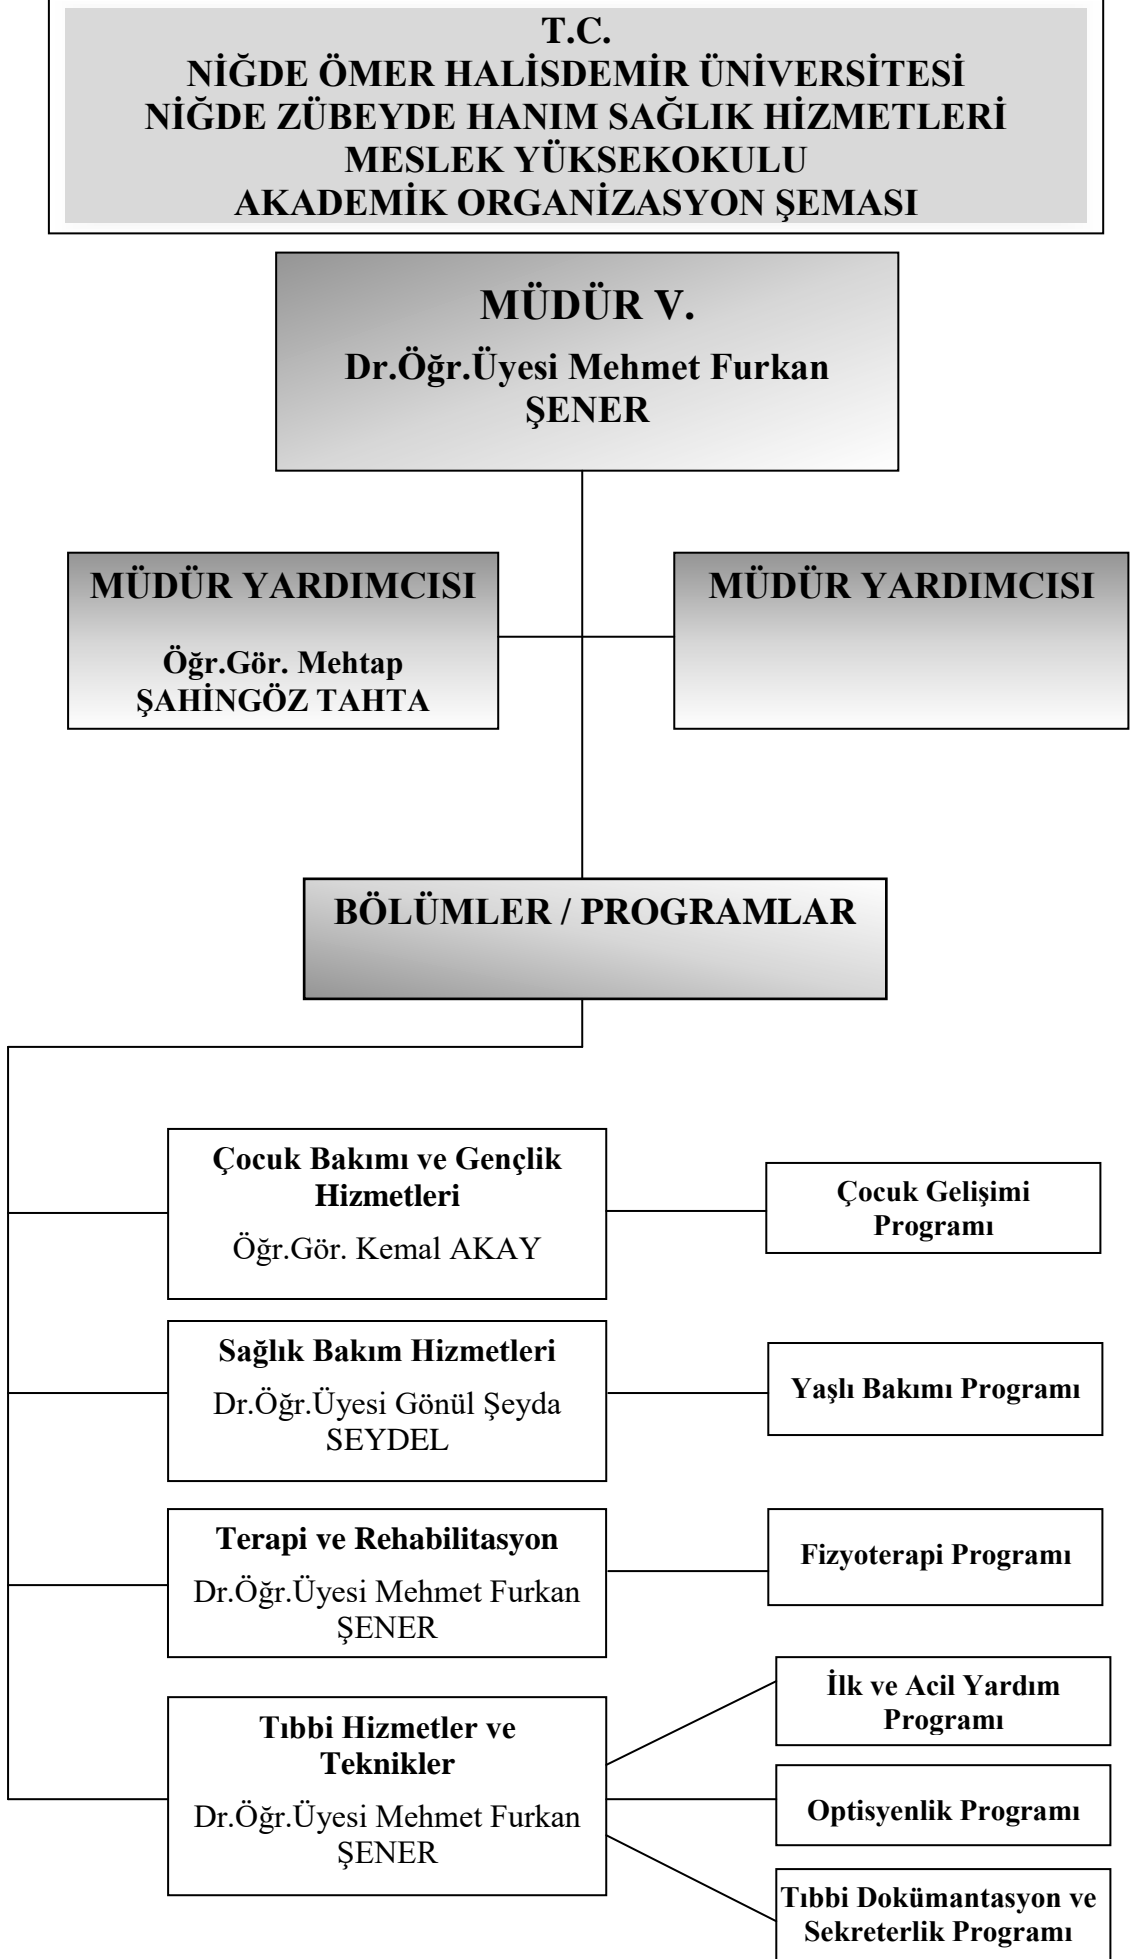 T.C.
NİĞDE ÖMER HALİSDEMİR ÜNİVERSİTESİ
NİĞDE ZÜBEYDE HANIM SAĞLIK HİZMETLERİ
MESLEK YÜKSEKOKULU
AKADEMİK ORGANİZASYON ŞEMASI
MÜDÜR V.
Dr.Öğr.Üyesi Mehmet Furkan
ŞENER
MÜDÜR YARDIMCISI
Öğr.Gör. Mehtap
ŞAHİNGÖZ TAHTA
MÜDÜR YARDIMCISI
BÖLÜMLER / PROGRAMLAR
Çocuk Bakımı ve Gençlik
Hizmetleri
Öğr.Gör. Kemal AKAY
Çocuk Gelişimi
Programı
Sağlık Bakım Hizmetleri
Dr.Öğr.Üyesi Gönül Şeyda
SEYDEL
Yaşlı Bakımı Programı
Terapi ve Rehabilitasyon
Dr.Öğr.Üyesi Mehmet Furkan
ŞENER
Fizyoterapi Programı
Tıbbi Hizmetler ve
Teknikler
Dr.Öğr.Üyesi Mehmet Furkan
ŞENER
İlk ve Acil Yardım
Programı
Optisyenlik Programı
Tıbbi Dokümantasyon ve
Sekreterlik Programı